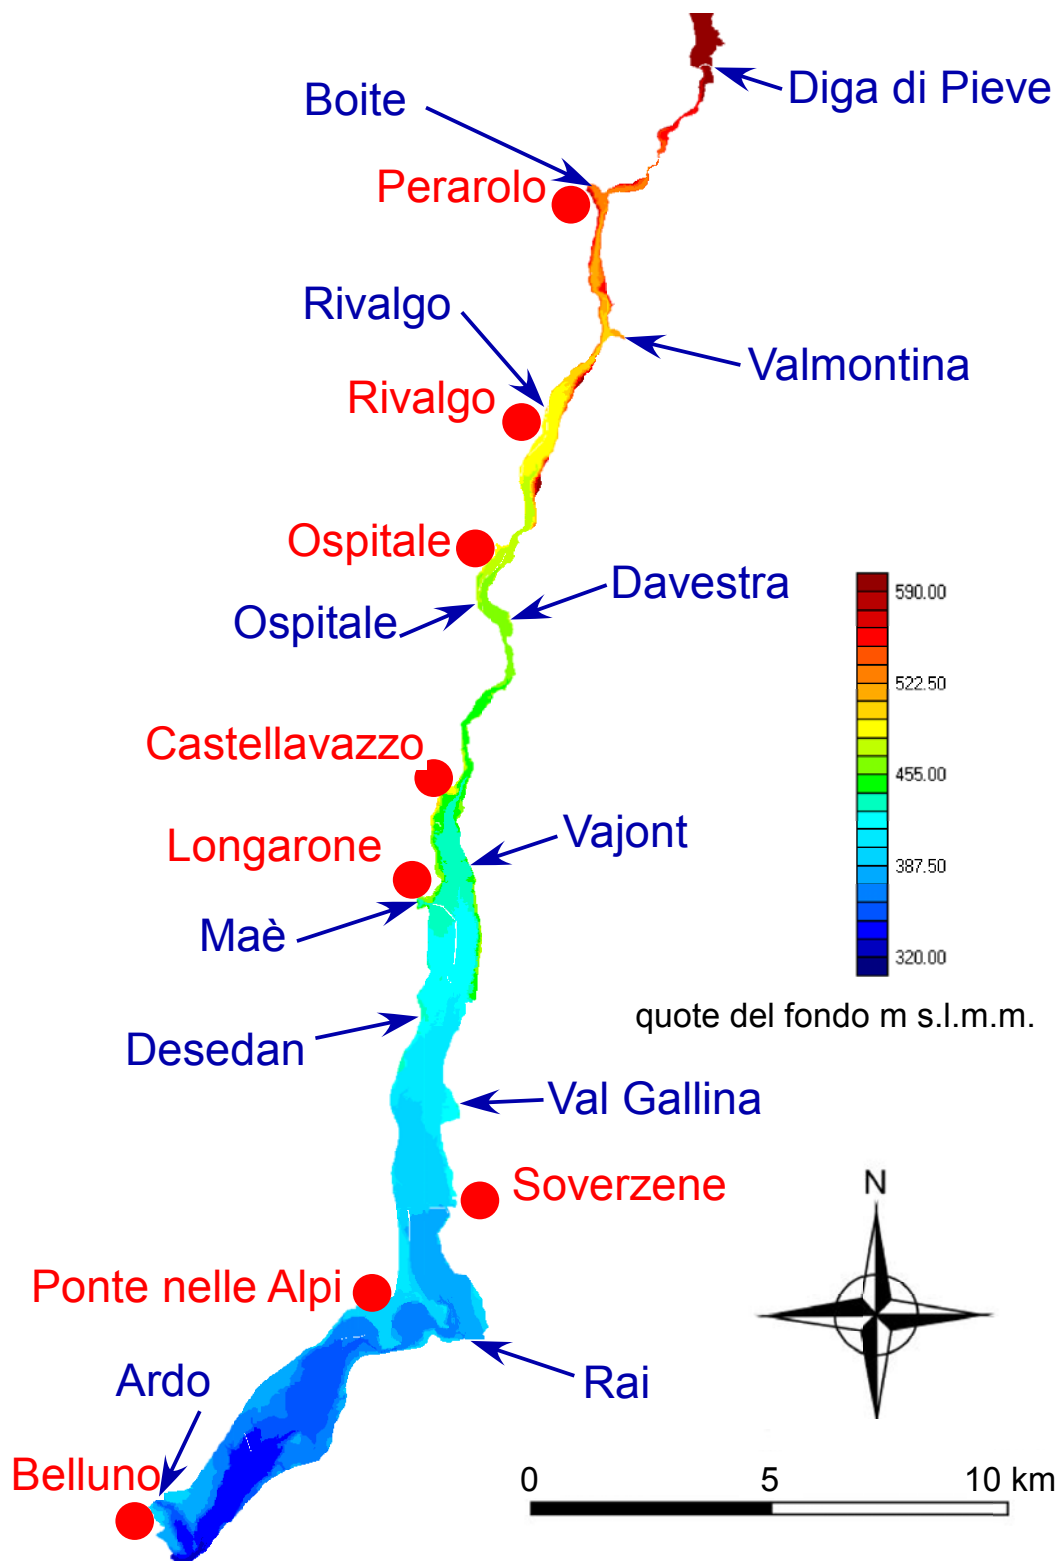 Diga di Pieve
Boite
Perarolo
Rivalgo
Valmontina
Rivalgo
Ospitale
Davestra
Ospitale
590.00
522.50
455.00
387.50
320.00
Castellavazzo
Vajont
Longarone
Maè
quote del fondo m s.l.m.m.
Desedan
Val Gallina
Soverzene
N
Ponte nelle Alpi
Rai
Ardo
Belluno
0 5 10 km